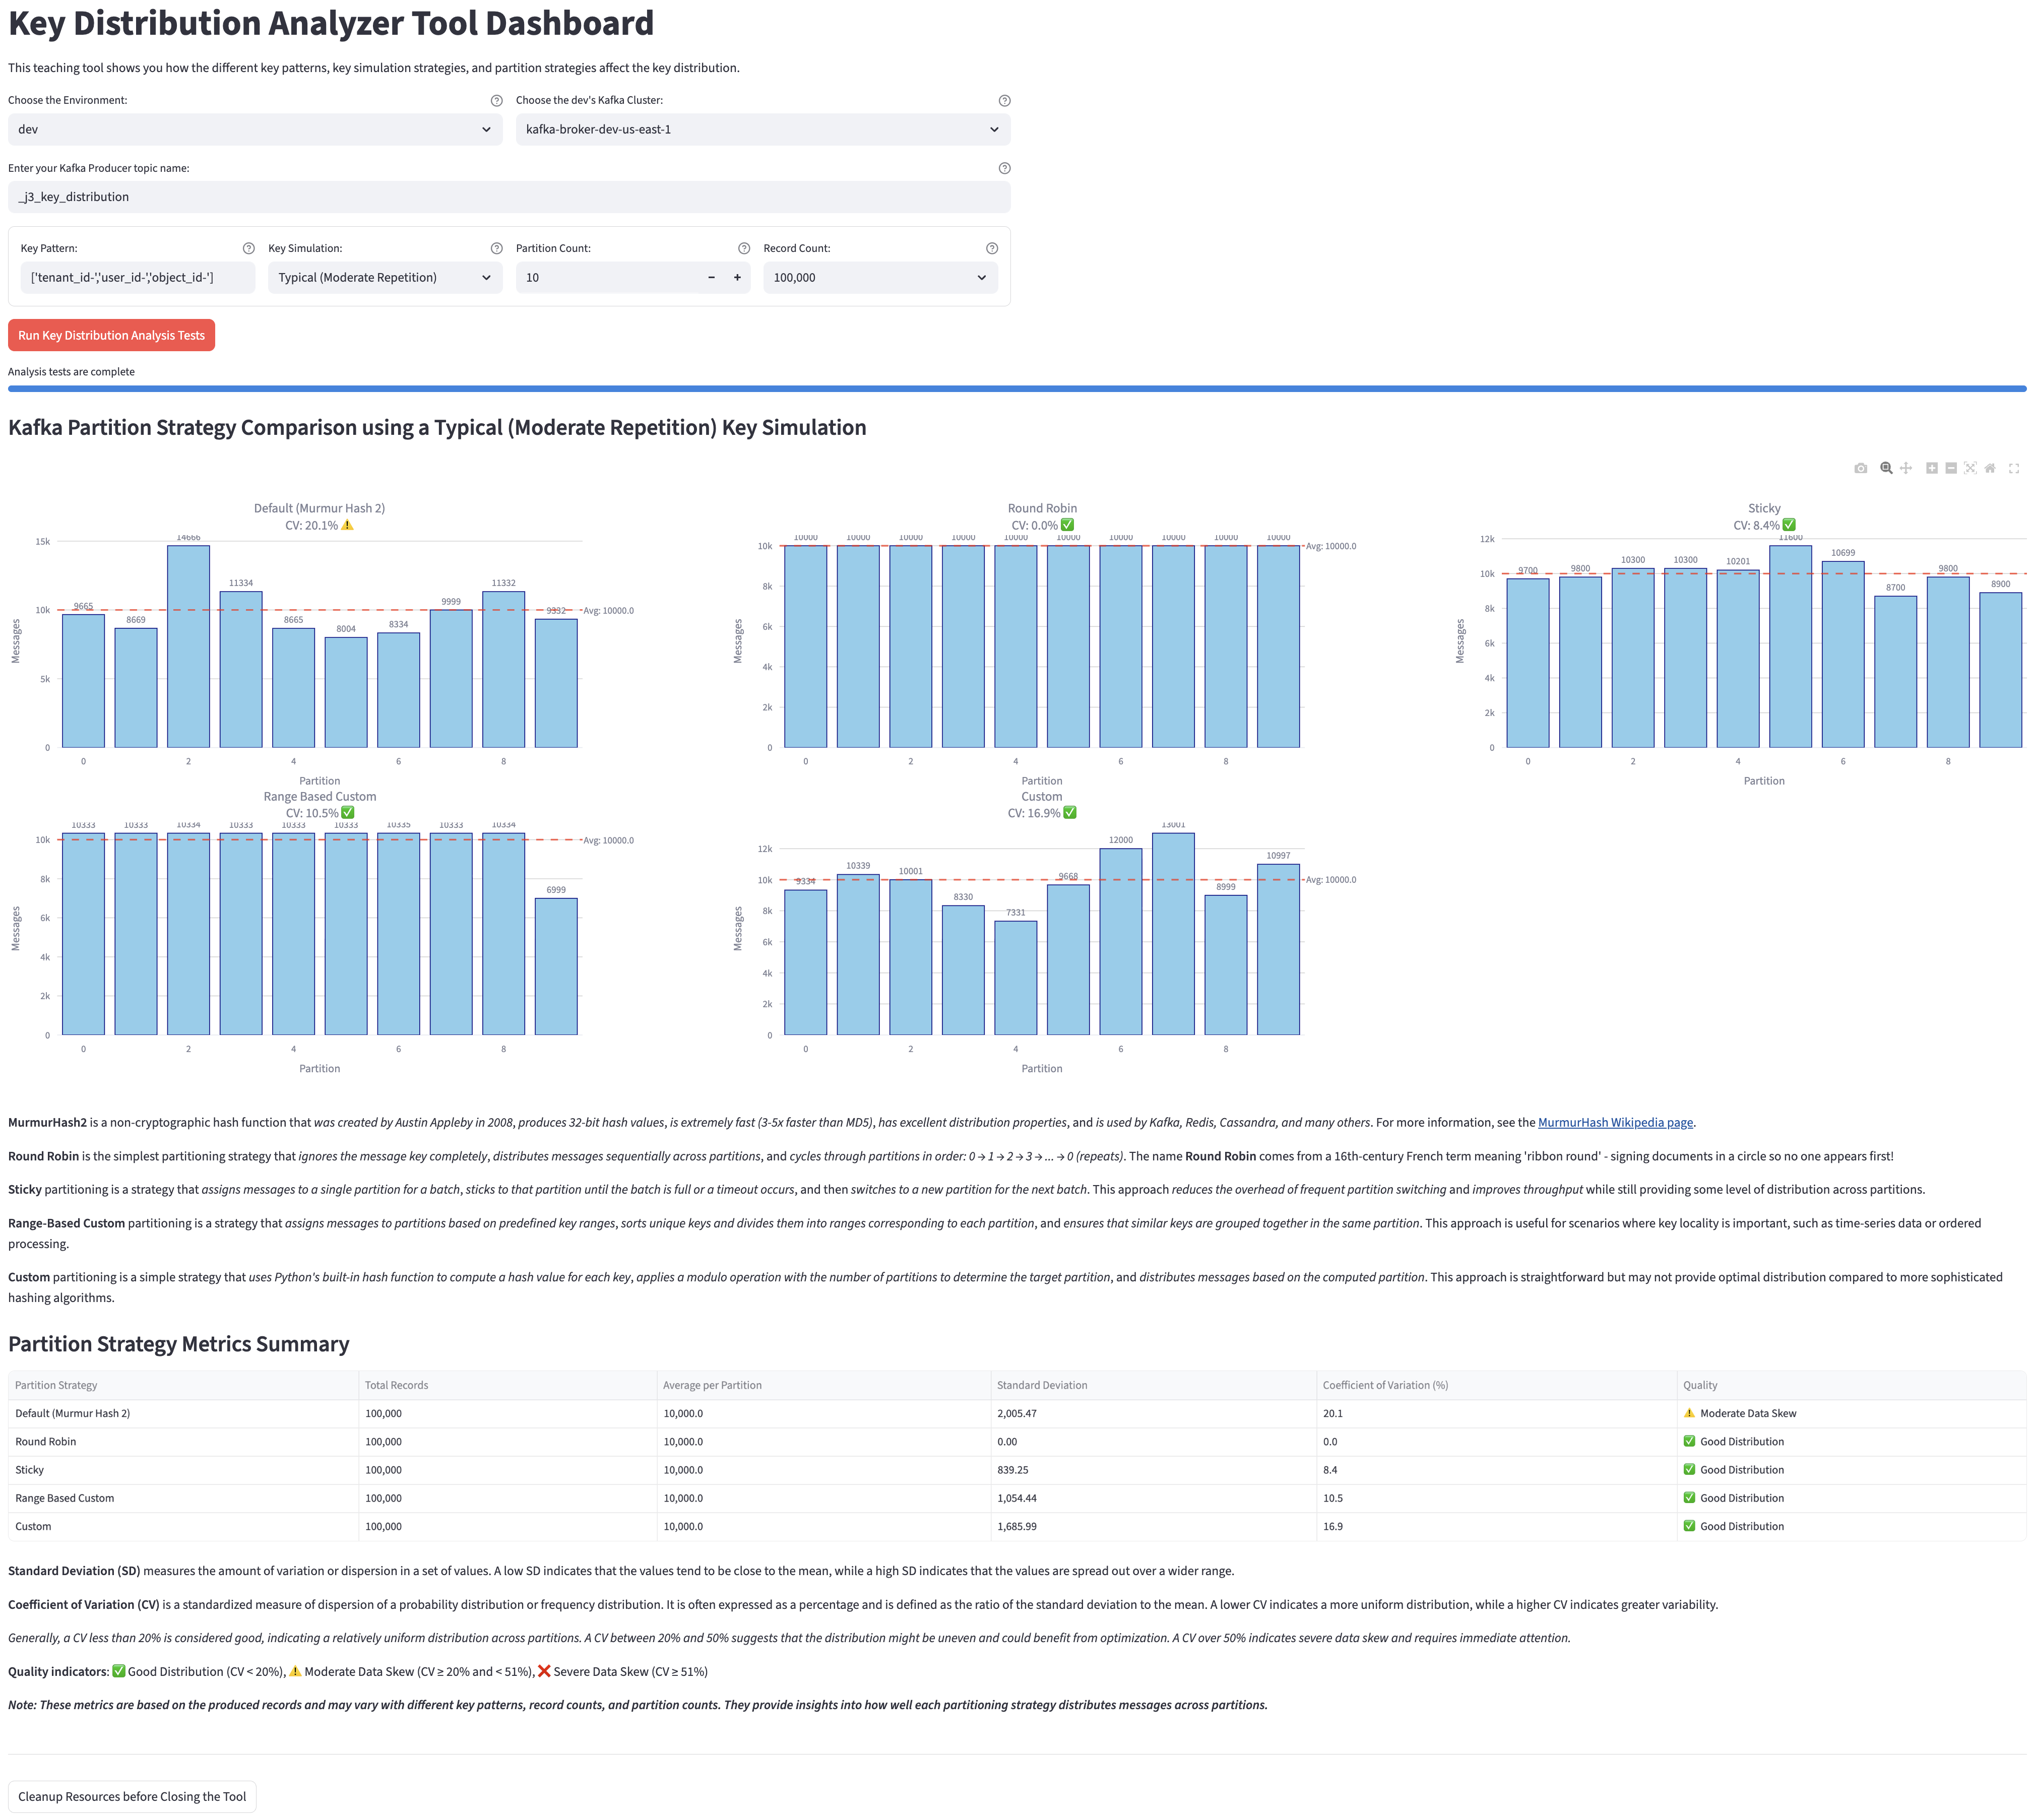 Key Distribution Analyzer Tool Dashboard
This teaching tool shows you how the different key patterns, key simulation strategies, and partition strategies affect the key distribution.
Choose the Environment:
Choose the dev's Kafka Cluster:
dev
kafka-broker-dev-us-east-1
Enter your Kafka Producer topic name:
_j3_key_distribution
Key Pattern:
Key Simulation:
Partition Count:
Record Count:
['tenant_id-','user_id-','object_id-']
Typical (Moderate Repetition)
10
100,000
Run Key Distribution Analysis Tests
Analysis tests are complete
Kafka Partition Strategy Comparison using a Typical (Moderate Repetition) Key Simulation
Default (Murmur Hash 2)
CV: 20.1% ⚠️
15k
10k
5k
0
Messages
9665
8669
14666
11334
8665
8004
8334
9999
11332
9332
Avg: 10000.0
0
2
4
6
8
Partition
Round Robin
CV: 0.0% ✅
10k
8k
6k
4k
2k
0
Messages
10000
10000
10000
10000
10000
10000
10000
10000
10000
10000
Avg: 10000.0
0
2
4
6
8
Partition
Sticky
CV: 8.4% ✅
12k
10k
8k
6k
4k
2k
0
Messages
9700
9800
10300
10300
10201
11600
10699
8700
9800
8900
0
2
4
6
8
Partition
Range Based Custom
CV: 10.5% ✅
10k
8k
6k
4k
2k
0
Messages
10333
10333
10334
10333
10333
10333
10335
10333
10334
6999
Avg: 10000.0
0
2
4
6
8
Partition
Custom
CV: 16.9% ✅
12k
10k
8k
6k
4k
2k
0
Messages
9334
10339
10001
8330
7331
9668
12000
13001
8999
10997
Avg: 10000.0
0
2
4
6
8
Partition
MurmurHash2 is a non-cryptographic hash function that was created by Austin Appleby in 2008, produces 32-bit hash values, is extremely fast (3-5x faster than MD5), has excellent distribution properties, and is used by Kafka, Redis, Cassandra, and many others. For more information, see the MurmurHash Wikipedia page.
Round Robin is the simplest partitioning strategy that ignores the message key completely, distributes messages sequentially across partitions, and cycles through partitions in order: 0 → 1 → 2 → 3 → ... → 0 (repeats). The name Round Robin comes from a 16th-century French term meaning 'ribbon round' - signing documents in a circle so no one appears first!
Sticky partitioning is a strategy that assigns messages to a single partition for a batch, sticks to that partition until the batch is full or a timeout occurs, and then switches to a new partition for the next batch. This approach reduces the overhead of frequent partition switching and improves throughput while still providing some level of distribution across partitions.
Range-Based Custom partitioning is a strategy that assigns messages to partitions based on predefined key ranges, sorts unique keys and divides them into ranges corresponding to each partition, and ensures that similar keys are grouped together in the same partition. This approach is useful for scenarios where key locality is important, such as time-series data or ordered
processing.
Custom partitioning is a simple strategy that uses Python's built-in hash function to compute a hash value for each key, applies a modulo operation with the number of partitions to determine the target partition, and distributes messages based on the computed partition. This approach is straightforward but may not provide optimal distribution compared to more sophisticated
hashing algorithms.
Partition Strategy Metrics Summary
Partition Strategy Total Records Average per Partition Standard Deviation Coefficient of Variation (%) Quality
Default (Murmur Hash 2) 100,000 10,000.0 2,005.47 20.1 ⚠️ Moderate Data Skew
Round Robin 100,000 10,000.0 0.00 0.0 ✅ Good Distribution
Sticky 100,000 10,000.0 839.25 8.4 ✅ Good Distribution
Range Based Custom 100,000 10,000.0 1,054.44 10.5 ✅ Good Distribution
Custom 100,000 10,000.0 1,685.99 16.9 ✅ Good Distribution
Standard Deviation (SD) measures the amount of variation or dispersion in a set of values. A low SD indicates that the values tend to be close to the mean, while a high SD indicates that the values are spread out over a wider range.
Coefficient of Variation (CV) is a standardized measure of dispersion of a probability distribution or frequency distribution. It is often expressed as a percentage and is defined as the ratio of the standard deviation to the mean. A lower CV indicates a more uniform distribution, while a higher CV indicates greater variability.
Generally, a CV less than 20% is considered good, indicating a relatively uniform distribution across partitions. A CV between 20% and 50% suggests that the distribution might be uneven and could benefit from optimization. A CV over 50% indicates severe data skew and requires immediate attention.
Quality indicators: ✅ Good Distribution (CV < 20%), ⚠️ Moderate Data Skew (CV ≥ 20% and < 51%), ❌ Severe Data Skew (CV ≥ 51%)
Note: These metrics are based on the produced records and may vary with different key patterns, record counts, and partition counts. They provide insights into how well each partitioning strategy distributes messages across partitions.
Cleanup Resources before Closing the Tool